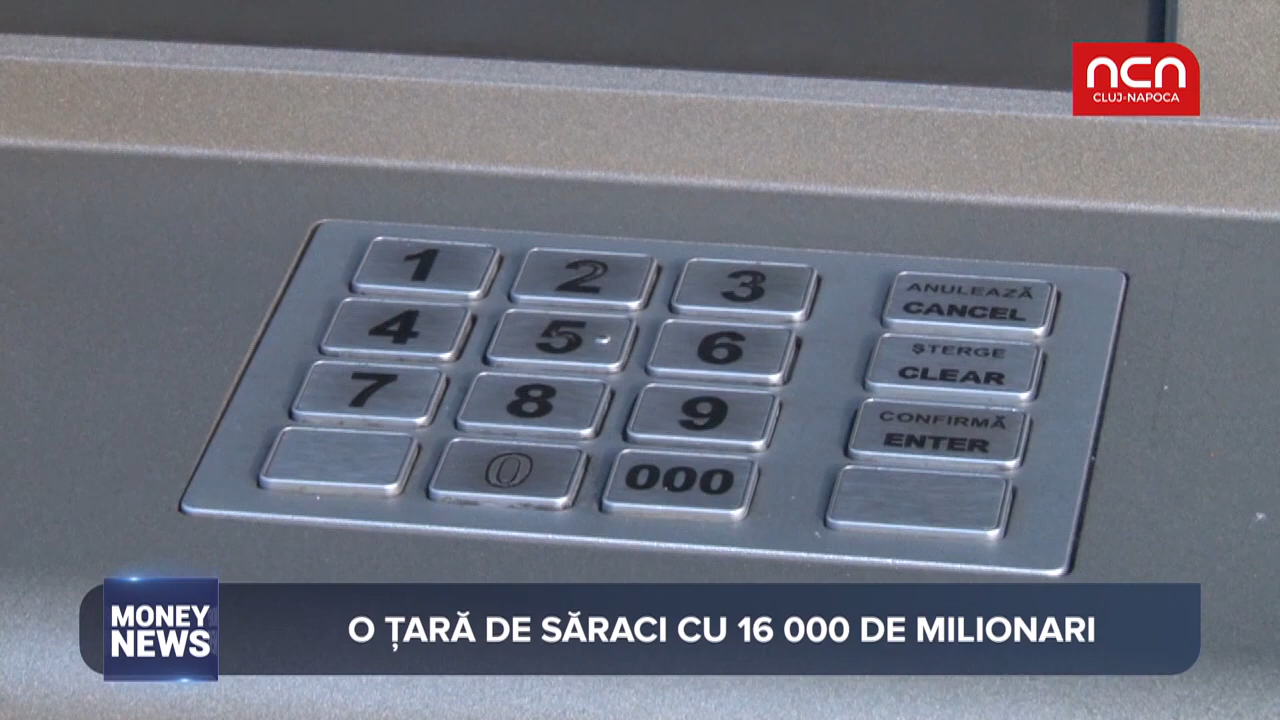 ncn
CLUJ-NAPOCA
1 2 3 ANULEAZĂ CANCEL
4 5 6 ȘTERGE CLEAR
7 8 9 CONFIRMĂ ENTER
0 000
MONEY NEWS
O ȚARĂ DE SĂRACI CU 16 000 DE MILIONARI